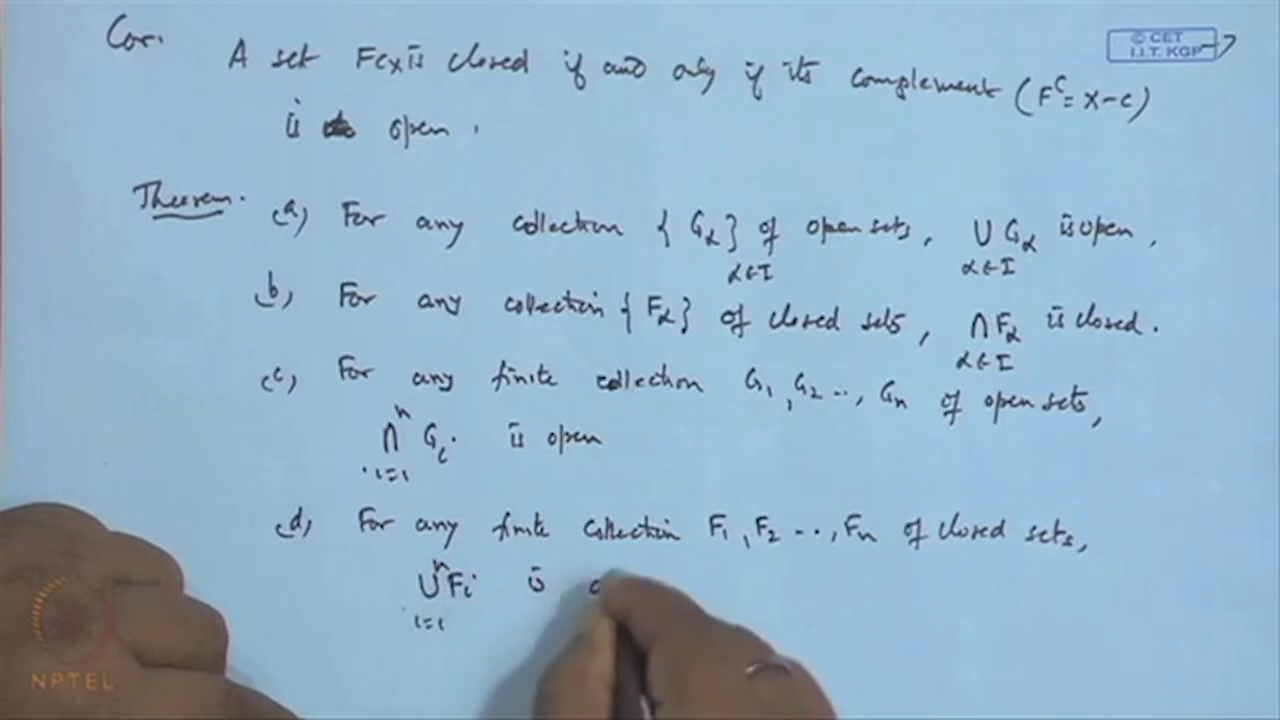 Cor.
© CET
I.I.T. KGP
A set F⊂X is closed if and only if its complement (Fᶜ = X-C)
is open.
Theorem.
(a) For any collection {Gα} of open sets, ∪ Gα is open.
α∈I α∈I
(b) For any collection {Fα} of closed sets, ∩ Fα is closed.
α∈I
(c) For any finite collection G₁, G₂ .., Gₙ of open sets,
n
∩ Gᵢ is open
i=1
(d) For any finite collection F₁, F₂ ..., Fₙ of closed sets,
n
∪ Fᵢ is
i=1
NPTEL